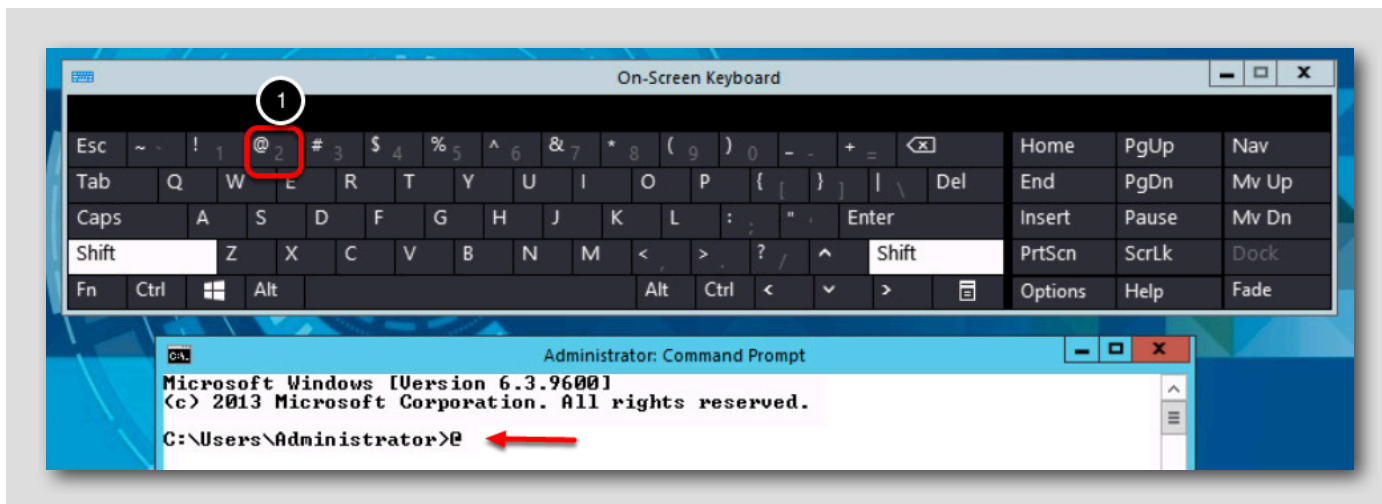 On-Screen Keyboard
1
Esc ~ ` ! 1 @ 2 # 3 $ 4 % 5 ^ 6 & 7 * 8 ( 9 ) 0 _ - + = Home PgUp Nav
Tab Q W E R T Y U I O P { [ } ] | \ Del End PgDn Mv Up
Caps A S D F G H J K L : ; " ' Enter Insert Pause Mv Dn
Shift Z X C V B N M < , > . ? / ^ Shift PrtScn ScrLk Dock
Fn Ctrl Alt Alt Ctrl < > Options Help Fade
C:\.
Administrator: Command Prompt
Microsoft Windows [Version 6.3.9600]
(c) 2013 Microsoft Corporation. All rights reserved.
C:\Users\Administrator>@